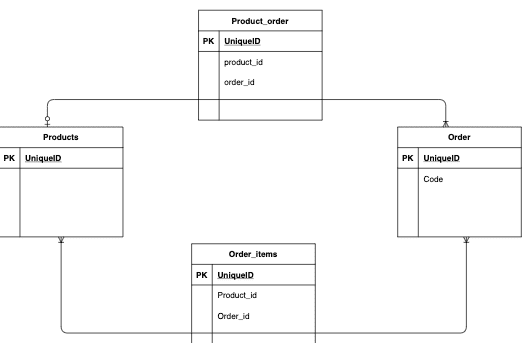 Product_order
PK UniqueID
product_id
order_id
Products
PK UniqueID
Order
PK UniqueID
Code
Order_items
PK UniqueID
Product_id
Order_id